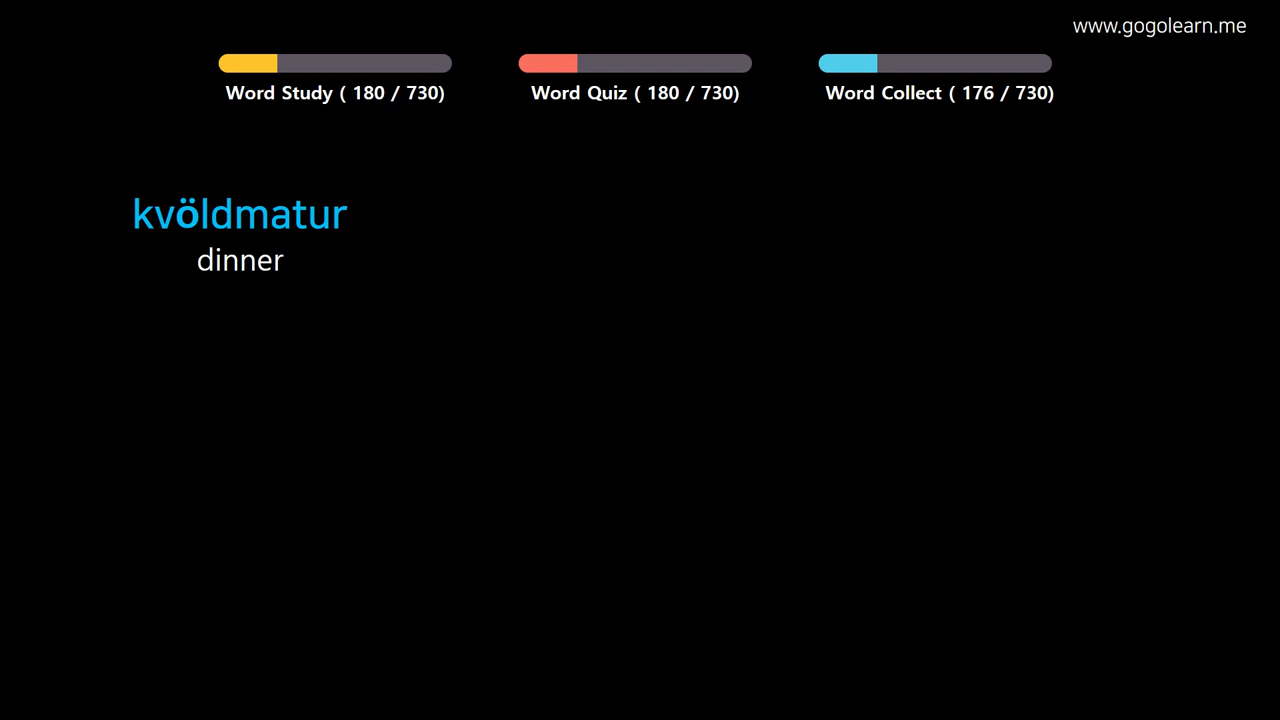 www.gogolearn.me
Word Study ( 180 / 730)
Word Quiz ( 180 / 730)
Word Collect ( 176 / 730)
kvöldmatur
dinner